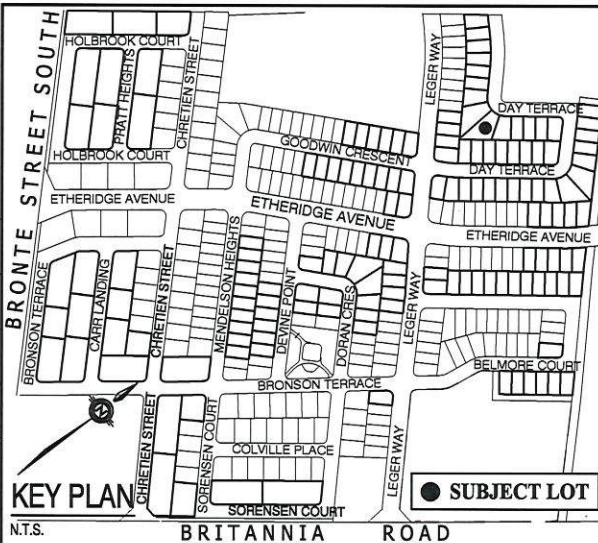 HOLBROOK COURT
BRONTE STREET SOUTH
PRATT HEIGHTS
CHRETIEN STREET
LEGER WAY
DAY TERRACE
GOODWIN CRESCENT
HOLBROOK COURT
DAY TERRACE
ETHERIDGE AVENUE
ETHERIDGE AVENUE
ETHERIDGE AVENUE
BRONSON TERRACE
CARR LANDING
CHRETIEN STREET
MENDELSON HEIGHTS
DEVINE POINT
DORAN CRES
LEGER WAY
BELMORE COURT
BRONSON TERRACE
N
CHRETIEN STREET
SORENSEN COURT
COLVILLE PLACE
LEGER WAY
KEY PLAN
SORENSEN COURT
SUBJECT LOT
N.T.S.
BRITANNIA ROAD